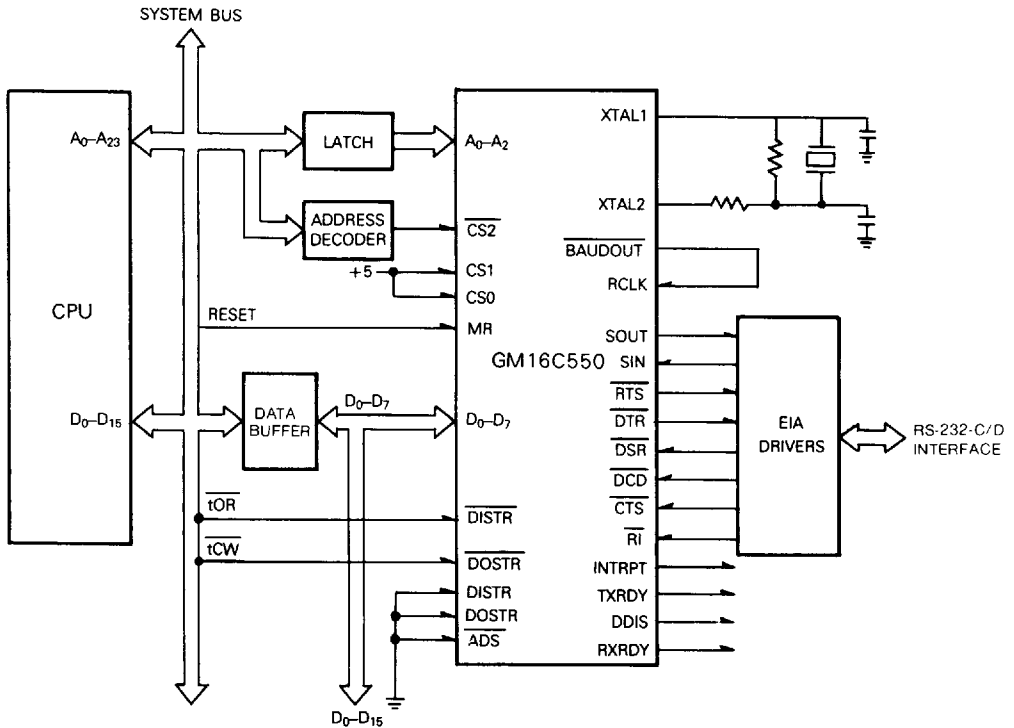 SYSTEM BUS
CPU
A0–A23
D0–D15
LATCH
ADDRESS
DECODER
+5
RESET
DATA
BUFFER
D0–D7
tOR
tCW
D0–D15
GM16C550
A0–A2
CS2
CS1
CS0
MR
D0–D7
DISTR
DOSTR
DISTR
DOSTR
ADS
XTAL1
XTAL2
BAUDOUT
RCLK
SOUT
SIN
RTS
DTR
DSR
DCD
CTS
RI
INTRPT
TXRDY
DDIS
RXRDY
EIA
DRIVERS
RS-232-C/D
INTERFACE